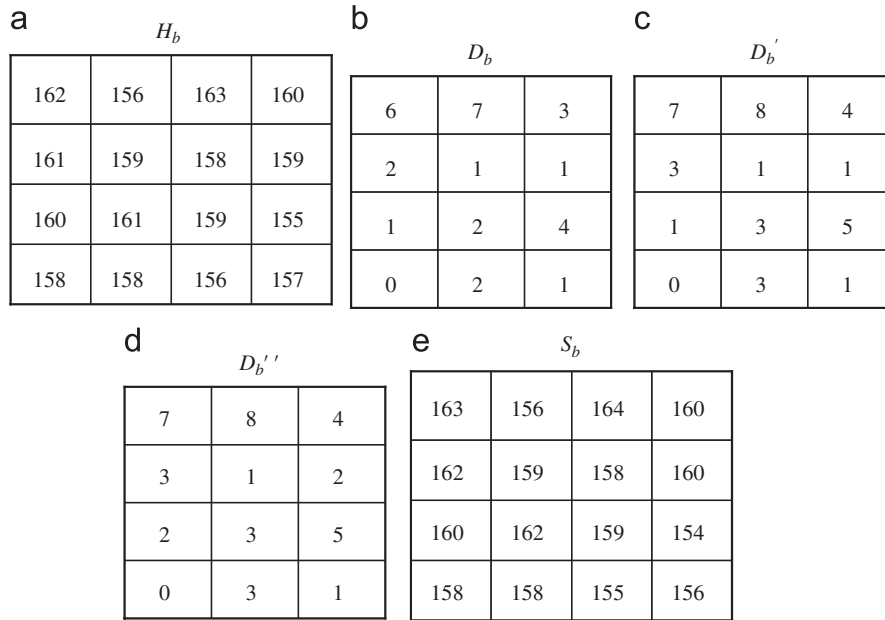 a
H_b
162 156 163 160
161 159 158 159
160 161 159 155
158 158 156 157
b
D_b
6 7 3
2 1 1
1 2 4
0 2 1
c
D_b'
7 8 4
3 1 1
1 3 5
0 3 1
d
D_b''
7 8 4
3 1 2
2 3 5
0 3 1
e
S_b
163 156 164 160
162 159 158 160
160 162 159 154
158 158 155 156